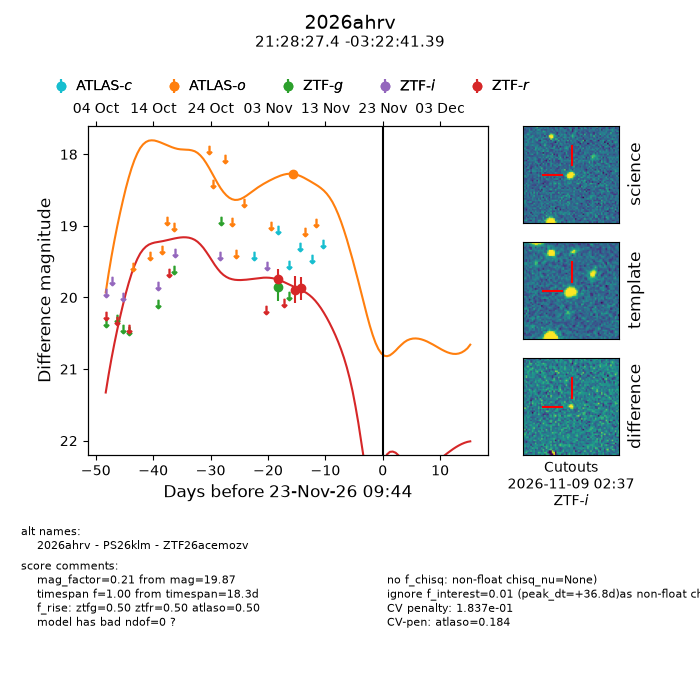 2026ahrv
21:28:27.4 -03:22:41.39
ATLAS-c ATLAS-o ZTF-g ZTF-i ZTF-r
04 Oct 14 Oct 24 Oct 03 Nov 13 Nov 23 Nov 03 Dec
18
19
20
21
22
Difference magnitude
−50 −40 −30 −20 −10 0 10
Days before 23-Nov-26 09:44
science
template
difference
Cutouts
2026-11-09 02:37
ZTF-i
alt names:
2026ahrv - PS26klm - ZTF26acemozv
score comments:
mag_factor=0.21 from mag=19.87
timespan f=1.00 from timespan=18.3d
f_rise: ztfg=0.50 ztfr=0.50 atlaso=0.50
model has bad ndof=0 ?
no f_chisq: non-float chisq_nu=None)
ignore f_interest=0.01 (peak_dt=+36.8d)as non-float ch
CV penalty: 1.837e-01
CV-pen: atlaso=0.184